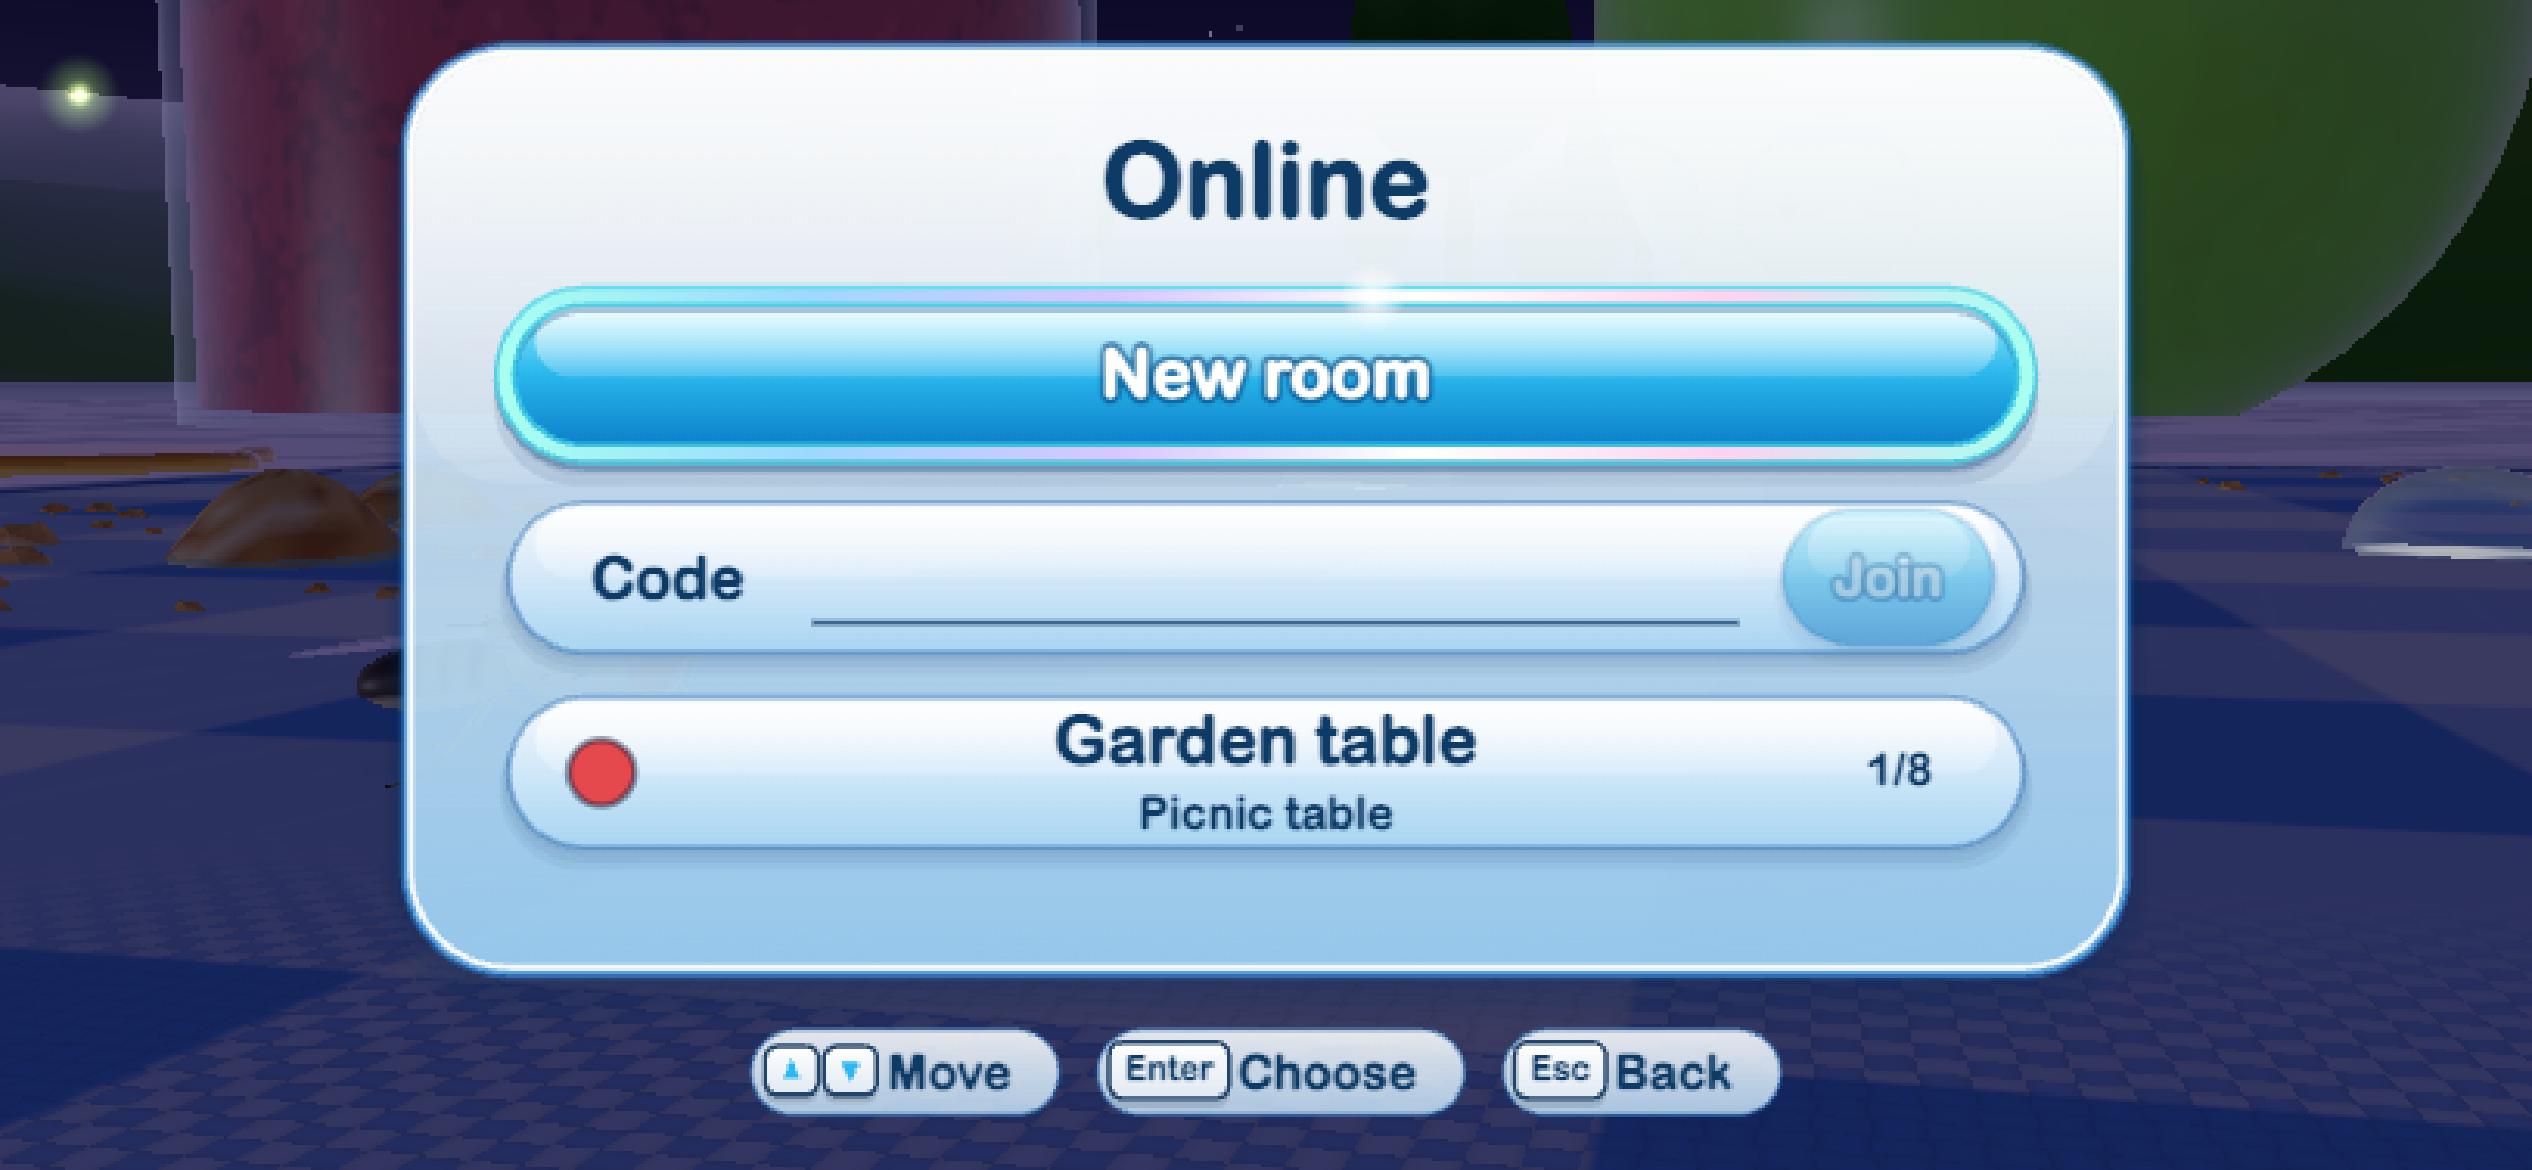 Online
New room
Code
Join
Garden table
Picnic table
1/8
Move
Enter Choose
Esc Back